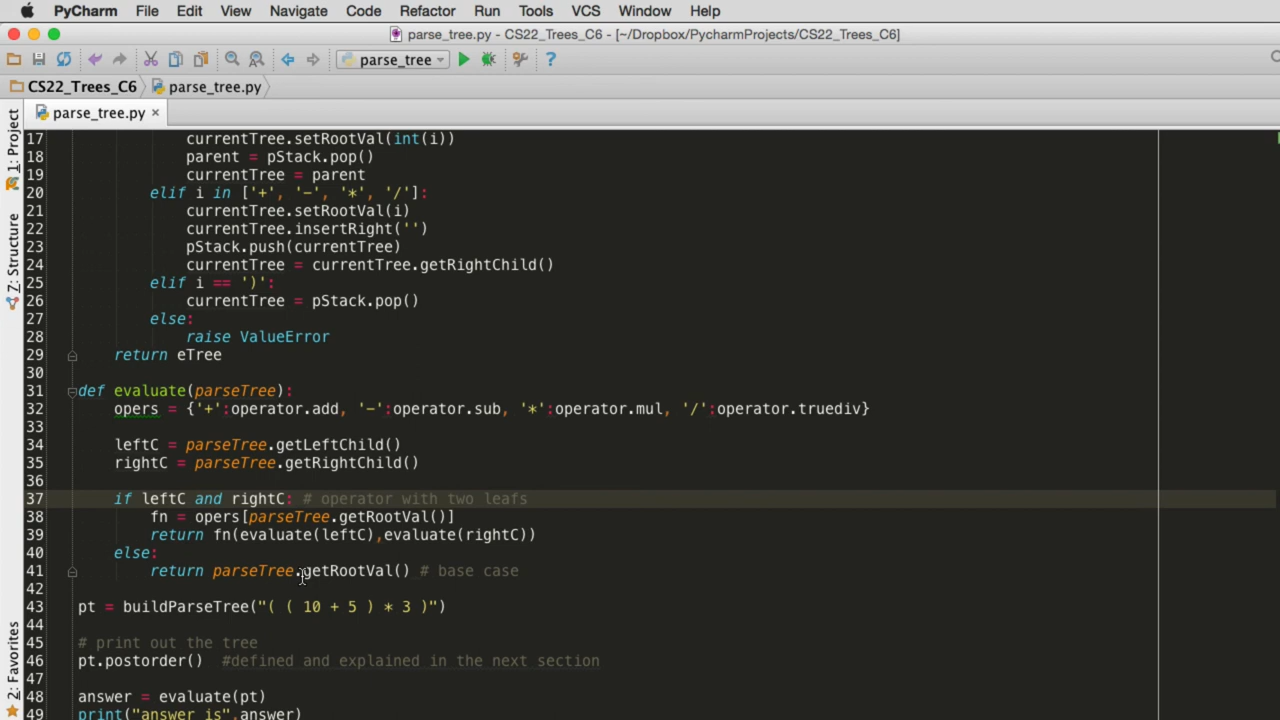 PyCharm File Edit View Navigate Code Refactor Run Tools VCS Window Help
parse_tree.py - CS22_Trees_C6 - [~/Dropbox/PycharmProjects/CS22_Trees_C6]
parse_tree
CS22_Trees_C6 parse_tree.py
parse_tree.py ×
1: Project
7: Structure
2: Favorites
17 currentTree.setRootVal(int(i))
18 parent = pStack.pop()
19 currentTree = parent
20 elif i in ['+', '-', '*', '/']:
21 currentTree.setRootVal(i)
22 currentTree.insertRight('')
23 pStack.push(currentTree)
24 currentTree = currentTree.getRightChild()
25 elif i == ')':
26 currentTree = pStack.pop()
27 else:
28 raise ValueError
29 return eTree
30
31 def evaluate(parseTree):
32 opers = {'+':operator.add, '-':operator.sub, '*':operator.mul, '/':operator.truediv}
33
34 leftC = parseTree.getLeftChild()
35 rightC = parseTree.getRightChild()
36
37 if leftC and rightC: # operator with two leafs
38 fn = opers[parseTree.getRootVal()]
39 return fn(evaluate(leftC),evaluate(rightC))
40 else:
41 return parseTree.getRootVal() # base case
42
43 pt = buildParseTree("( ( 10 + 5 ) * 3 )")
44
45 # print out the tree
46 pt.postorder() #defined and explained in the next section
47
48 answer = evaluate(pt)
49 print("answer is",answer)